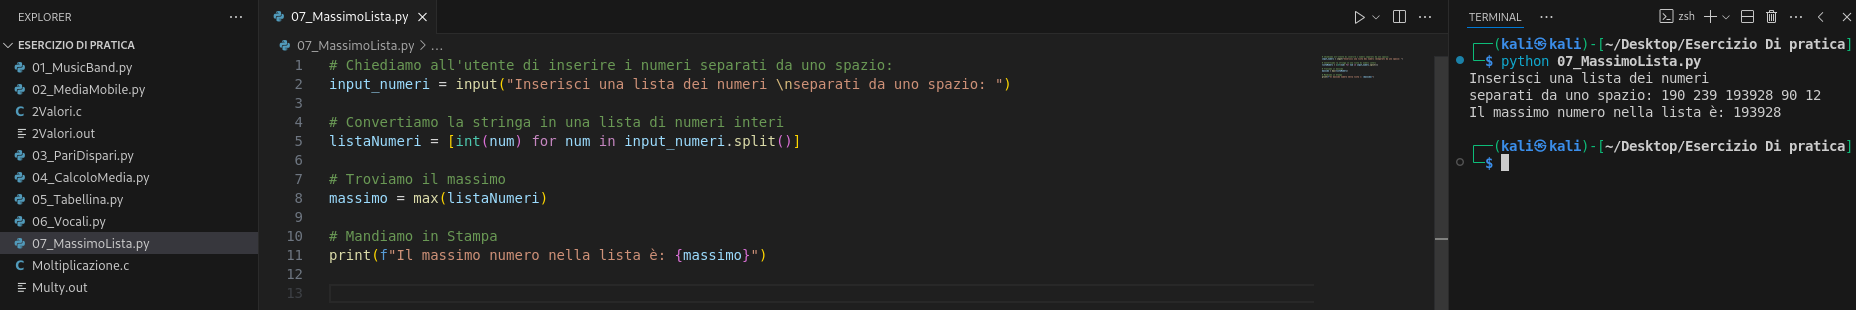 EXPLORER
ESERCIZIO DI PRATICA
01_MusicBand.py
02_MediaMobile.py
2Valori.c
2Valori.out
03_PariDispari.py
04_CalcoloMedia.py
05_Tabellina.py
06_Vocali.py
07_MassimoLista.py
Moltiplicazione.c
Multy.out
07_MassimoLista.py
07_MassimoLista.py > ...
1 # Chiediamo all'utente di inserire i numeri separati da uno spazio:
2 input_numeri = input("Inserisci una lista dei numeri \nseparati da uno spazio: ")
3
4 # Convertiamo la stringa in una lista di numeri interi
5 listaNumeri = [int(num) for num in input_numeri.split()]
6
7 # Troviamo il massimo
8 massimo = max(listaNumeri)
9
10 # Mandiamo in Stampa
11 print(f"Il massimo numero nella lista è: {massimo}")
12
13
TERMINAL
zsh
(kali㉿kali)-[~/Desktop/Esercizio Di pratica]
$ python 07_MassimoLista.py
Inserisci una lista dei numeri
separati da uno spazio: 190 239 193928 90 12
Il massimo numero nella lista è: 193928
(kali㉿kali)-[~/Desktop/Esercizio Di pratica]
$